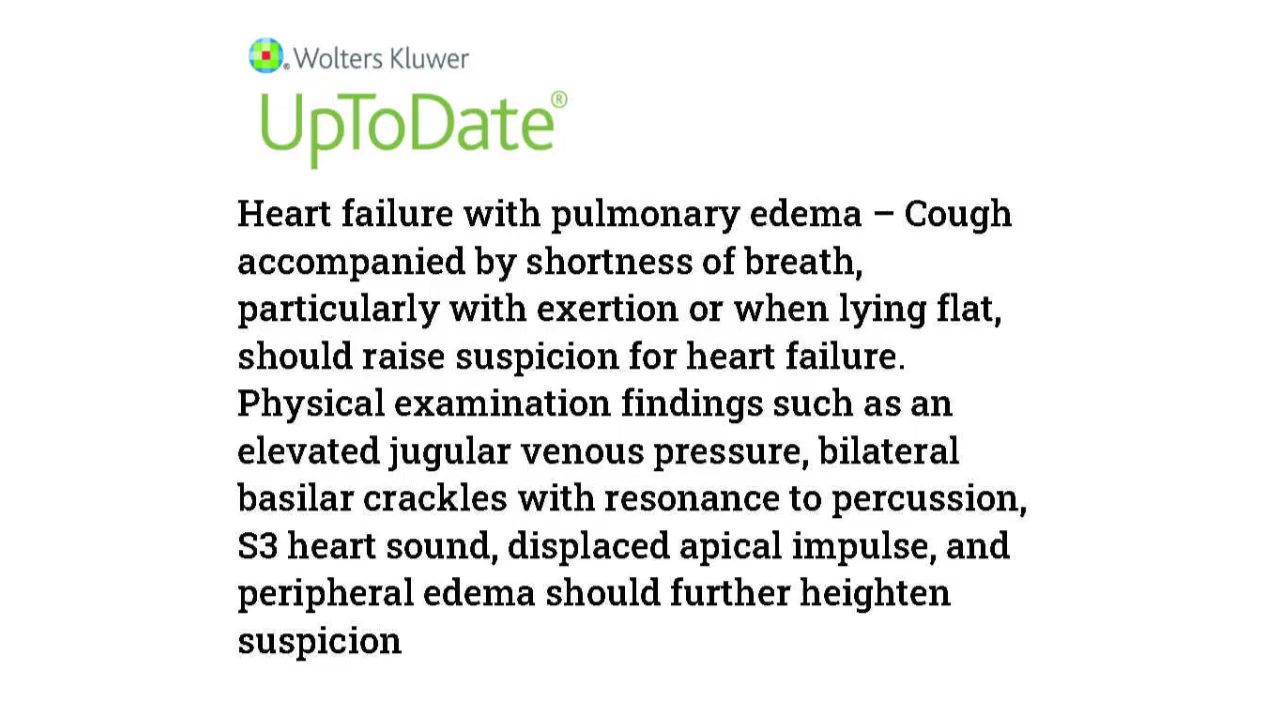 Wolters Kluwer
UpToDate®
Heart failure with pulmonary edema – Cough
accompanied by shortness of breath,
particularly with exertion or when lying flat,
should raise suspicion for heart failure.
Physical examination findings such as an
elevated jugular venous pressure, bilateral
basilar crackles with resonance to percussion,
S3 heart sound, displaced apical impulse, and
peripheral edema should further heighten
suspicion